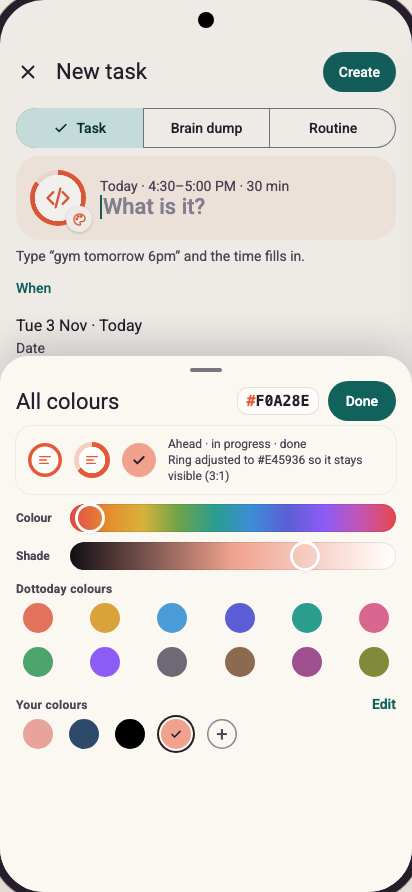 New task
Create
Task
Brain dump
Routine
Today · 4:30–5:00 PM · 30 min
What is it?
Type “gym tomorrow 6pm” and the time fills in.
When
Tue 3 Nov · Today
Date
All colours
#F0A28E
Done
Ahead · in progress · done
Ring adjusted to #E45936 so it stays
visible (3:1)
Colour
Shade
Dottoday colours
Your colours
Edit